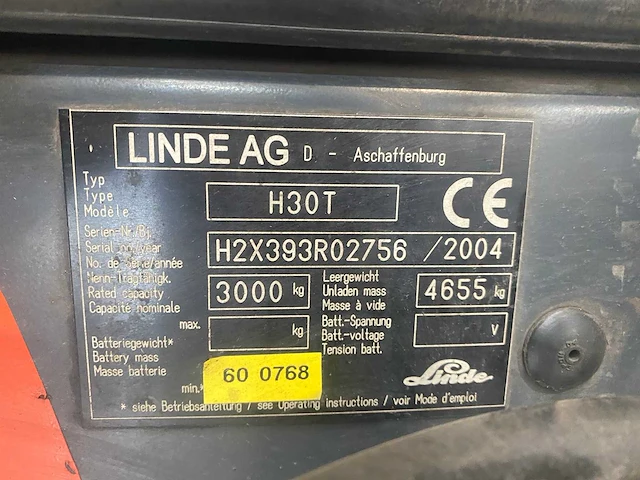 LINDE AG D - Aschaffenburg
Typ
Type
Modèle
H30T
CE
Serien-Nr./Bj.
Serial no./year
No. de Série/année
H2X393R02756 / 2004
Nenn-Tragfähigk.
Rated capacity
Capacité nominale
3000 kg
Leergewicht
Unladen mass
Masse à vide
4655 kg
max. kg
Batteriegewicht*
Battery mass
Masse batterie
min.*
Batt.-Spannung
Batt.-voltage
Tension batt.
V
60 0768
Linde
* siehe Betriebsanleitung / see Operating instructions / voir Mode d'emploi